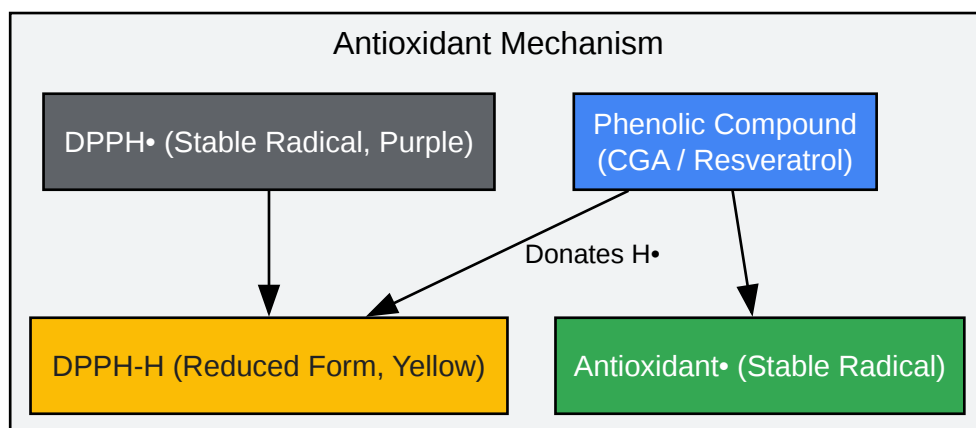 Antioxidant Mechanism
DPPH• (Stable Radical, Purple)
Phenolic Compound
(CGA / Resveratrol)
Donates H•
DPPH-H (Reduced Form, Yellow)
Antioxidant• (Stable Radical)